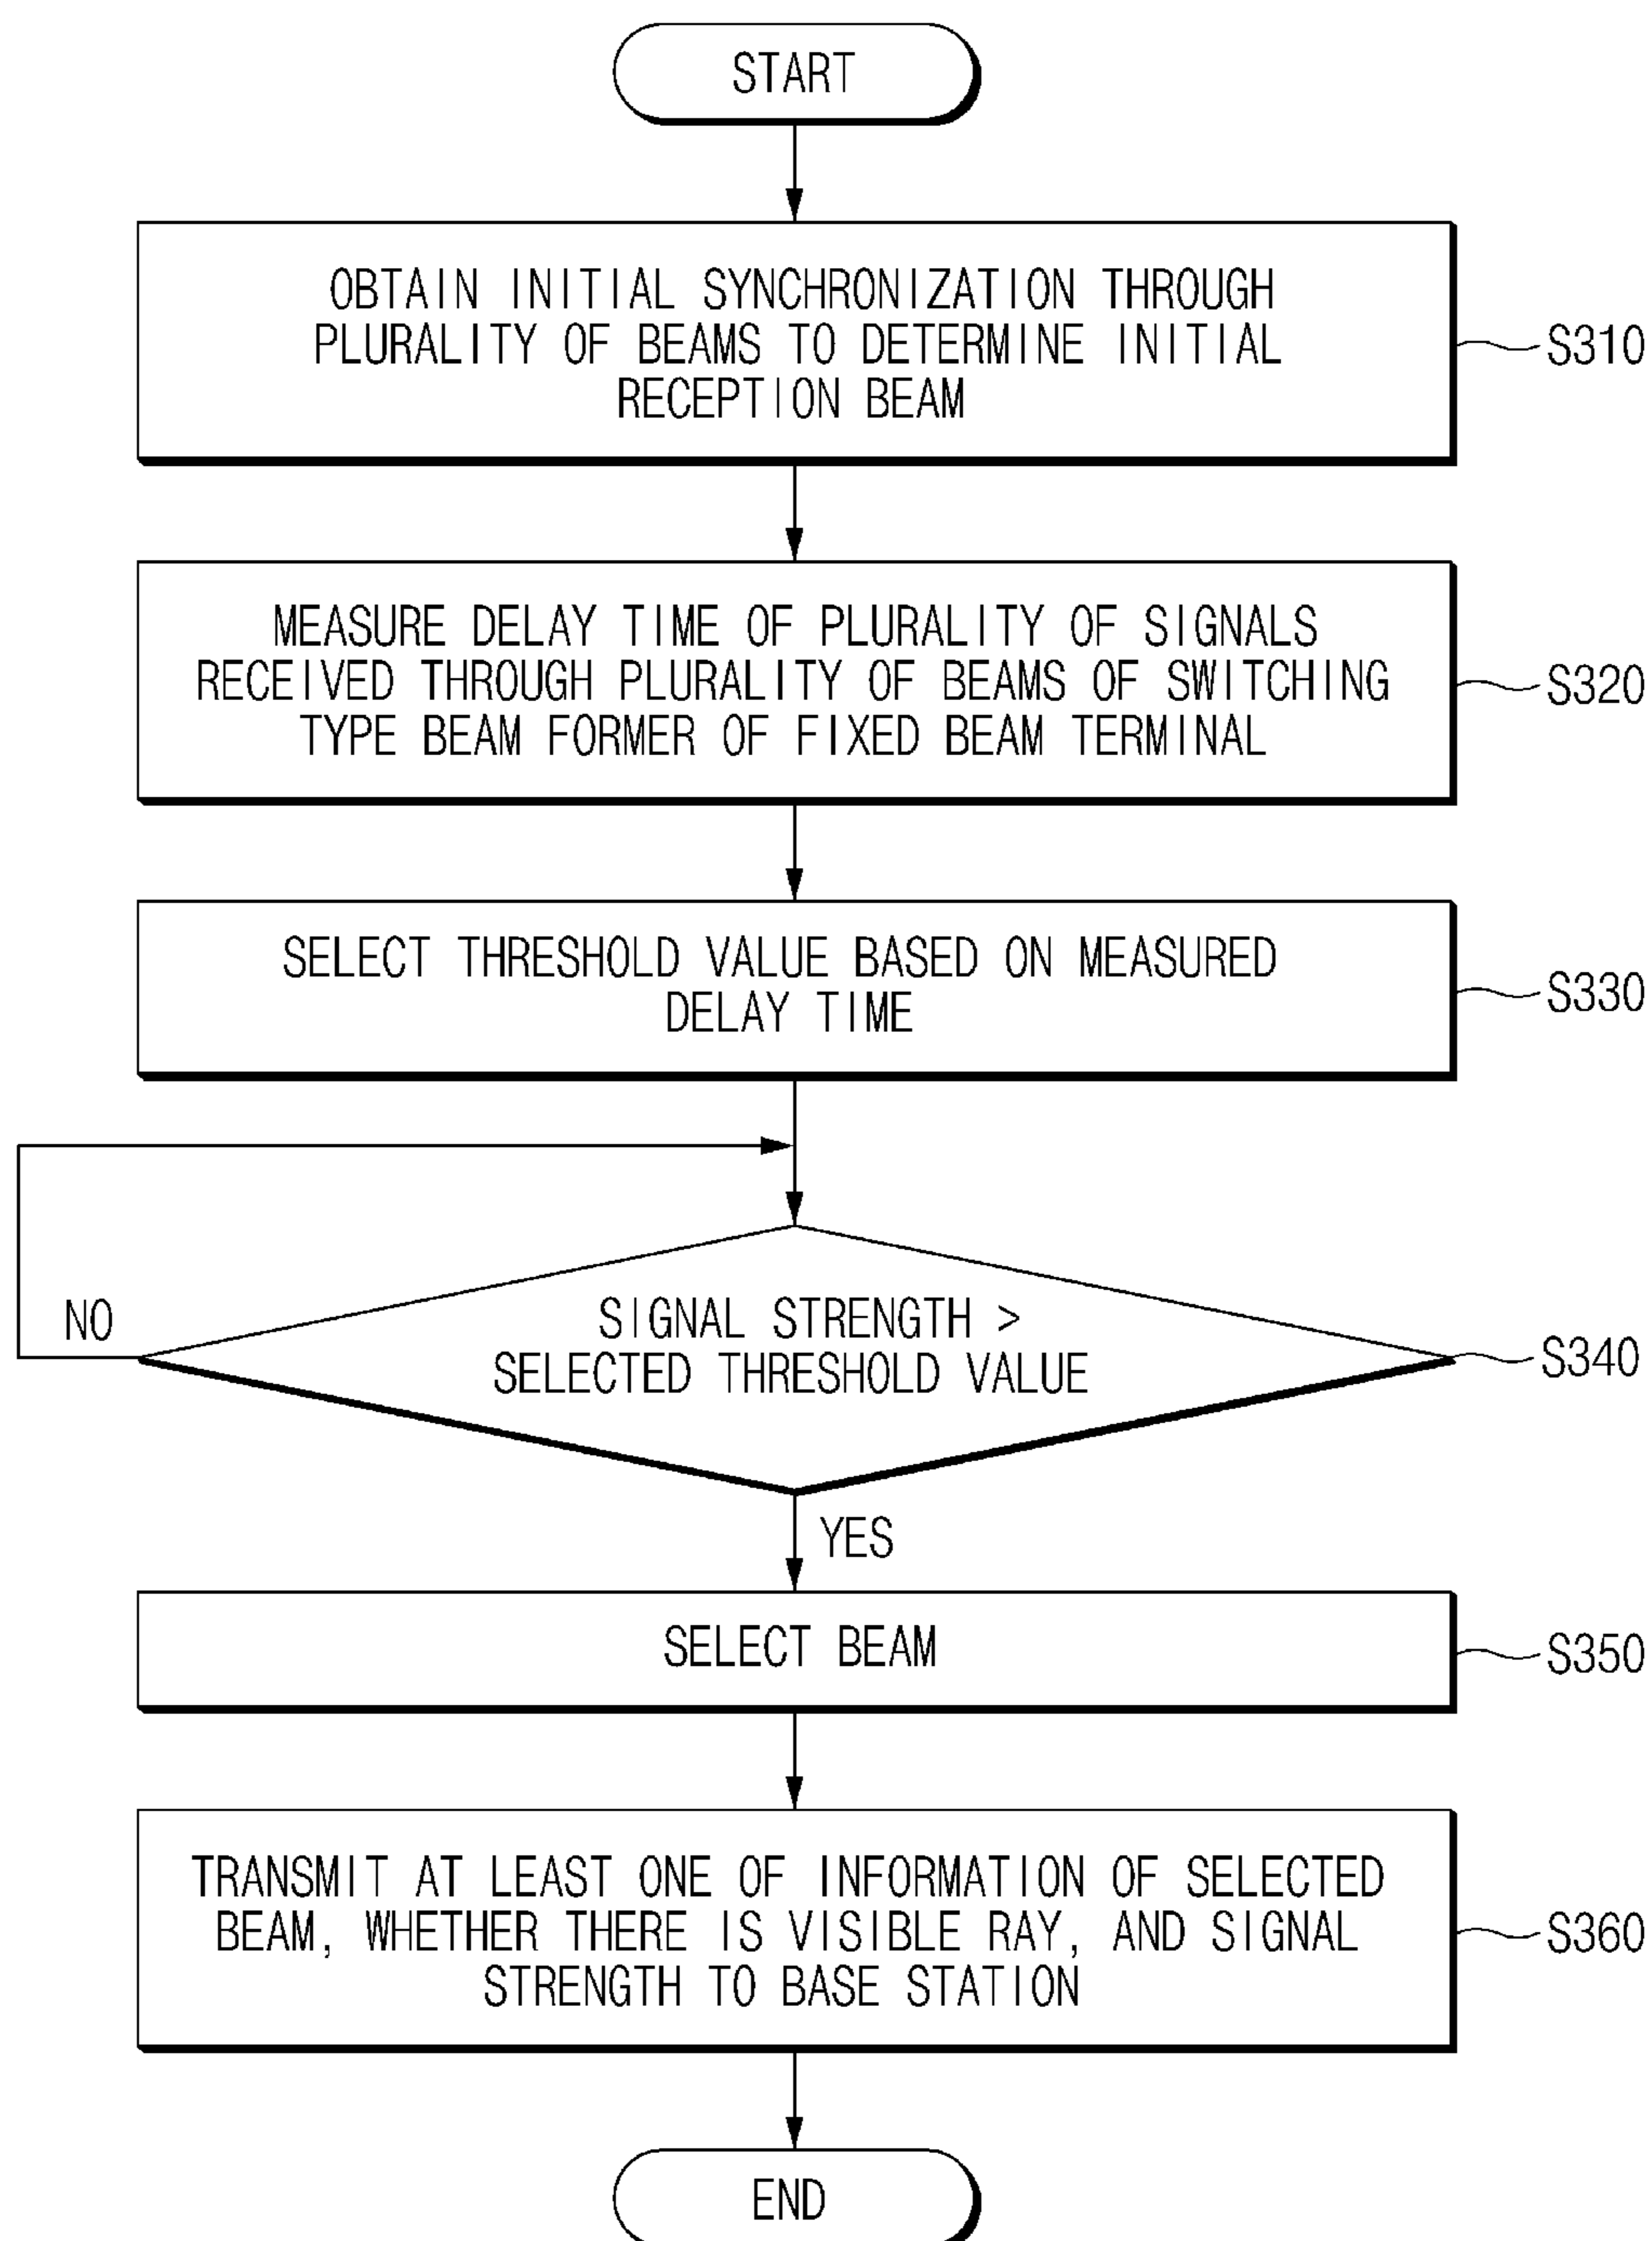 START
OBTAIN INITIAL SYNCHRONIZATION THROUGH
PLURALITY OF BEAMS TO DETERMINE INITIAL
RECEPTION BEAM
S310
MEASURE DELAY TIME OF PLURALITY OF SIGNALS
RECEIVED THROUGH PLURALITY OF BEAMS OF SWITCHING
TYPE BEAM FORMER OF FIXED BEAM TERMINAL
S320
SELECT THRESHOLD VALUE BASED ON MEASURED
DELAY TIME
S330
NO
SIGNAL STRENGTH >
SELECTED THRESHOLD VALUE
S340
YES
SELECT BEAM
S350
TRANSMIT AT LEAST ONE OF INFORMATION OF SELECTED
BEAM, WHETHER THERE IS VISIBLE RAY, AND SIGNAL
STRENGTH TO BASE STATION
S360
END